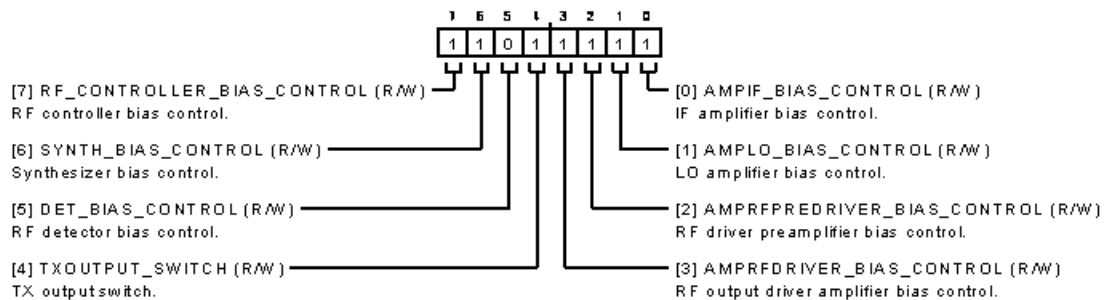 7 6 5 4 3 2 1 0
1 1 0 1 1 1 1 1
[7] RF_CONTROLLER_BIAS_CONTROL (R/W)
RF controller bias control.
[6] SYNTH_BIAS_CONTROL (R/W)
Synthesizer bias control.
[5] DET_BIAS_CONTROL (R/W)
RF detector bias control.
[4] TXOUTPUT_SWITCH (R/W)
TX output switch.
[0] AMPIF_BIAS_CONTROL (R/W)
IF amplifier bias control.
[1] AMPLO_BIAS_CONTROL (R/W)
LO amplifier bias control.
[2] AMPRFPREDRIVER_BIAS_CONTROL (R/W)
RF driver preamplifier bias control.
[3] AMPRFDRIVER_BIAS_CONTROL (R/W)
RF output driver amplifier bias control.